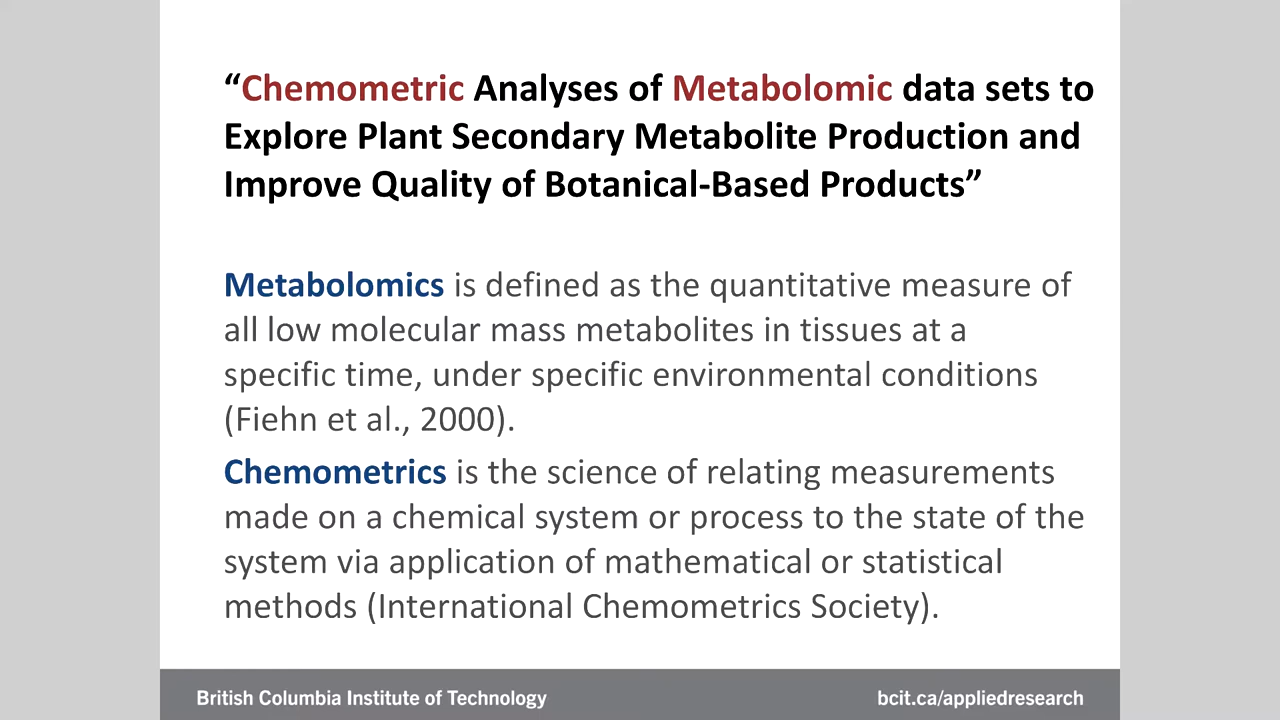 “Chemometric Analyses of Metabolomic data sets to
Explore Plant Secondary Metabolite Production and
Improve Quality of Botanical-Based Products”
Metabolomics is defined as the quantitative measure of
all low molecular mass metabolites in tissues at a
specific time, under specific environmental conditions
(Fiehn et al., 2000).
Chemometrics is the science of relating measurements
made on a chemical system or process to the state of the
system via application of mathematical or statistical
methods (International Chemometrics Society).
British Columbia Institute of Technology
bcit.ca/appliedresearch